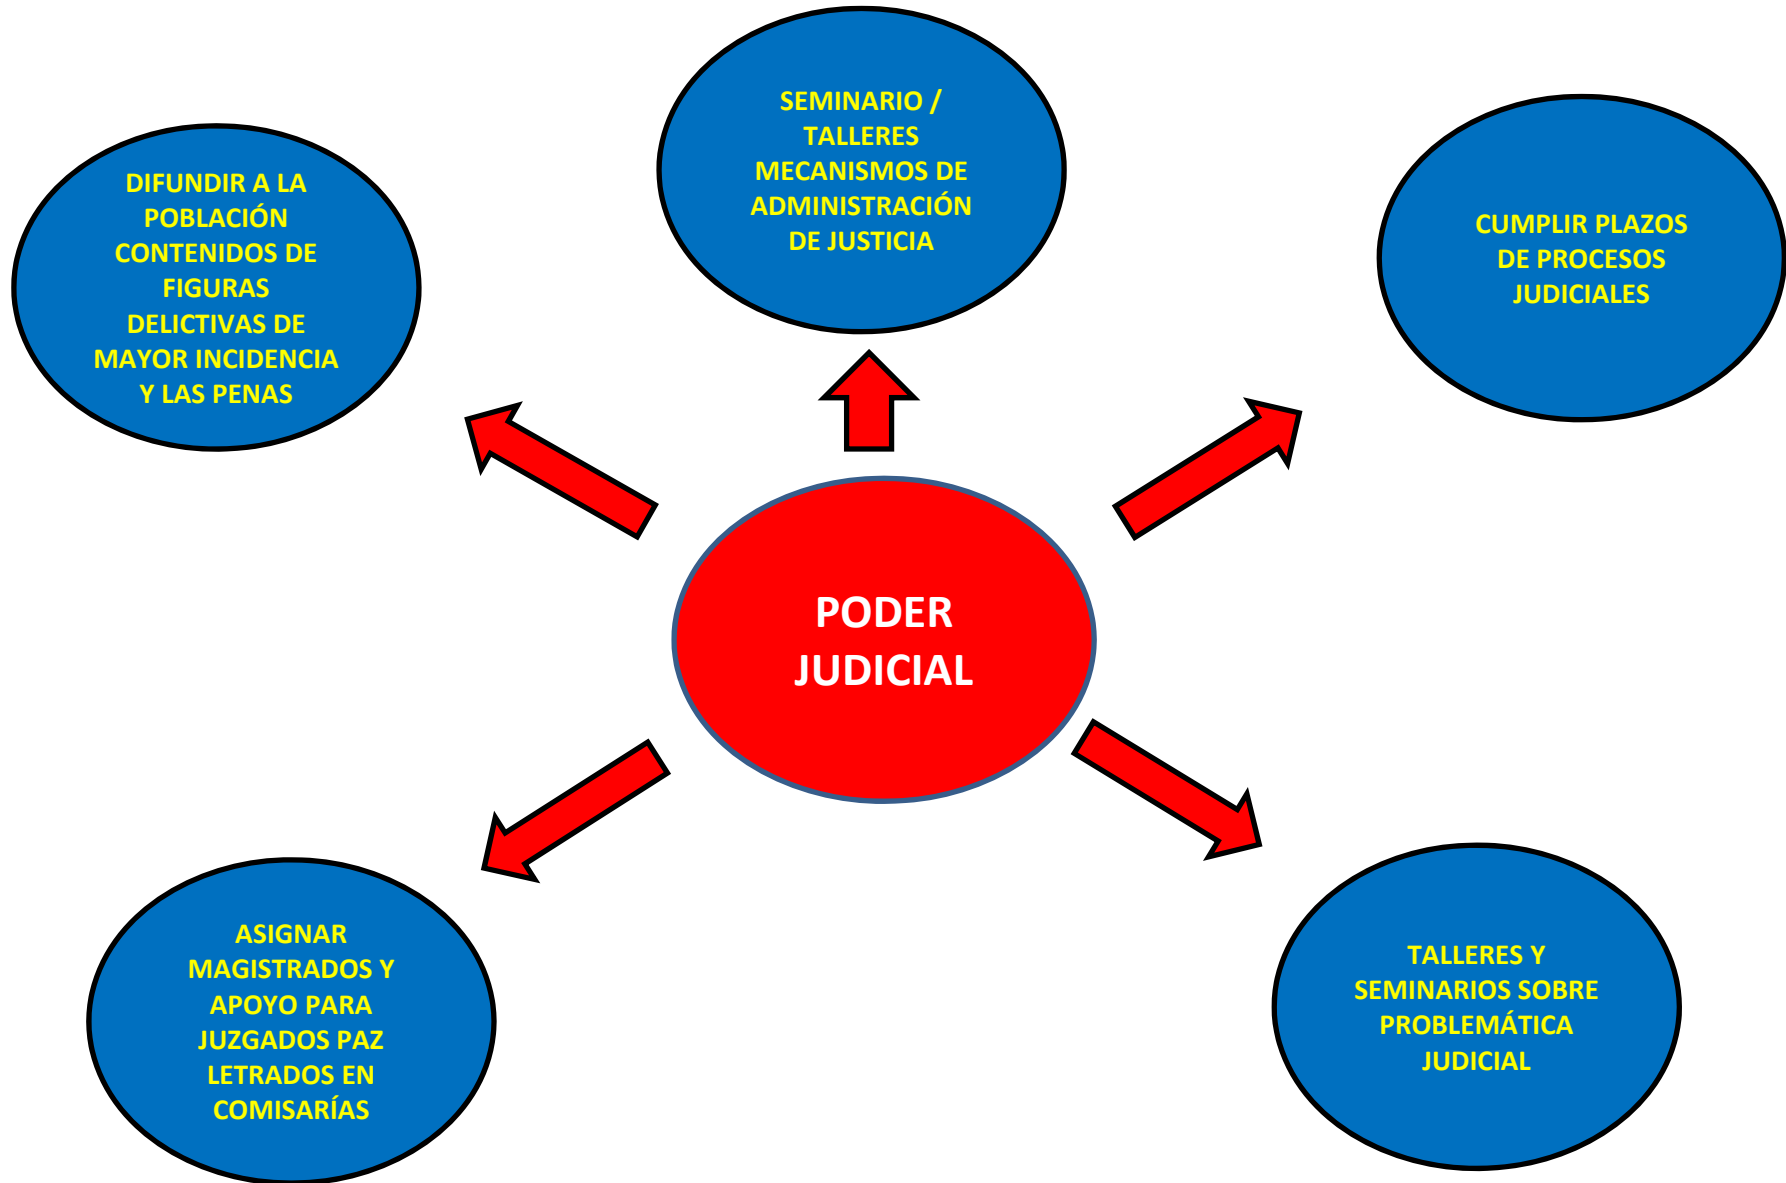 SEMINARIO /
TALLERES
MECANISMOS DE
ADMINISTRACIÓN
DE JUSTICIA
DIFUNDIR A LA
POBLACIÓN
CONTENIDOS DE
FIGURAS
DELICTIVAS DE
MAYOR INCIDENCIA
Y LAS PENAS
CUMPLIR PLAZOS
DE PROCESOS
JUDICIALES
PODER
JUDICIAL
ASIGNAR
MAGISTRADOS Y
APOYO PARA
JUZGADOS PAZ
LETRADOS EN
COMISARÍAS
TALLERES Y
SEMINARIOS SOBRE
PROBLEMÁTICA
JUDICIAL